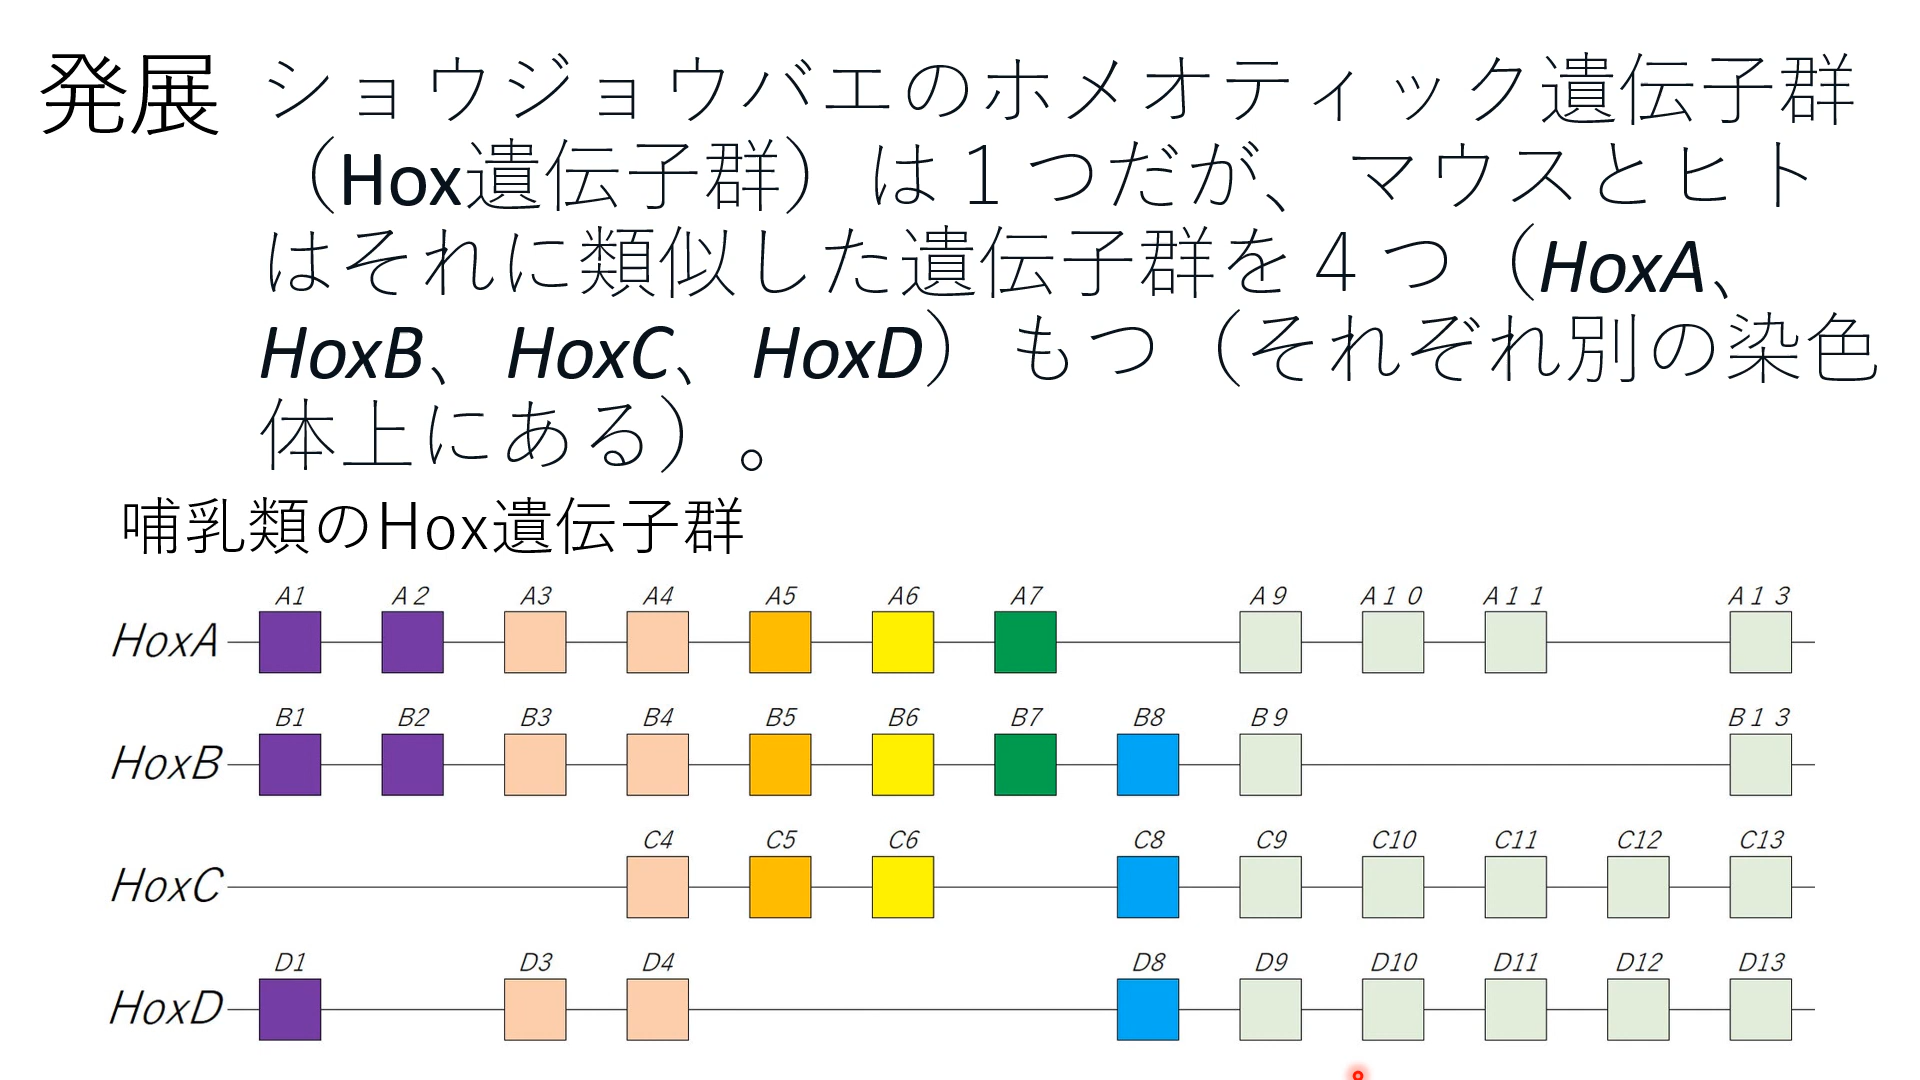 発展
ショウジョウバエのホメオティック遺伝子群
（Hox遺伝子群）は１つだが、マウスとヒト
はそれに類似した遺伝子群を４つ（HoxA、
HoxB、HoxC、HoxD）もつ（それぞれ別の染色
体上にある）。
哺乳類のHox遺伝子群
A1 A２ A3 A4 A5 A6 A7 A９ A１０ A１１ A１３
HoxA
B1 B2 B3 B4 B5 B6 B7 B8 B９ B１３
HoxB
C4 C5 C6 C8 C9 C10 C11 C12 C13
HoxC
D1 D3 D4 D8 D9 D10 D11 D12 D13
HoxD